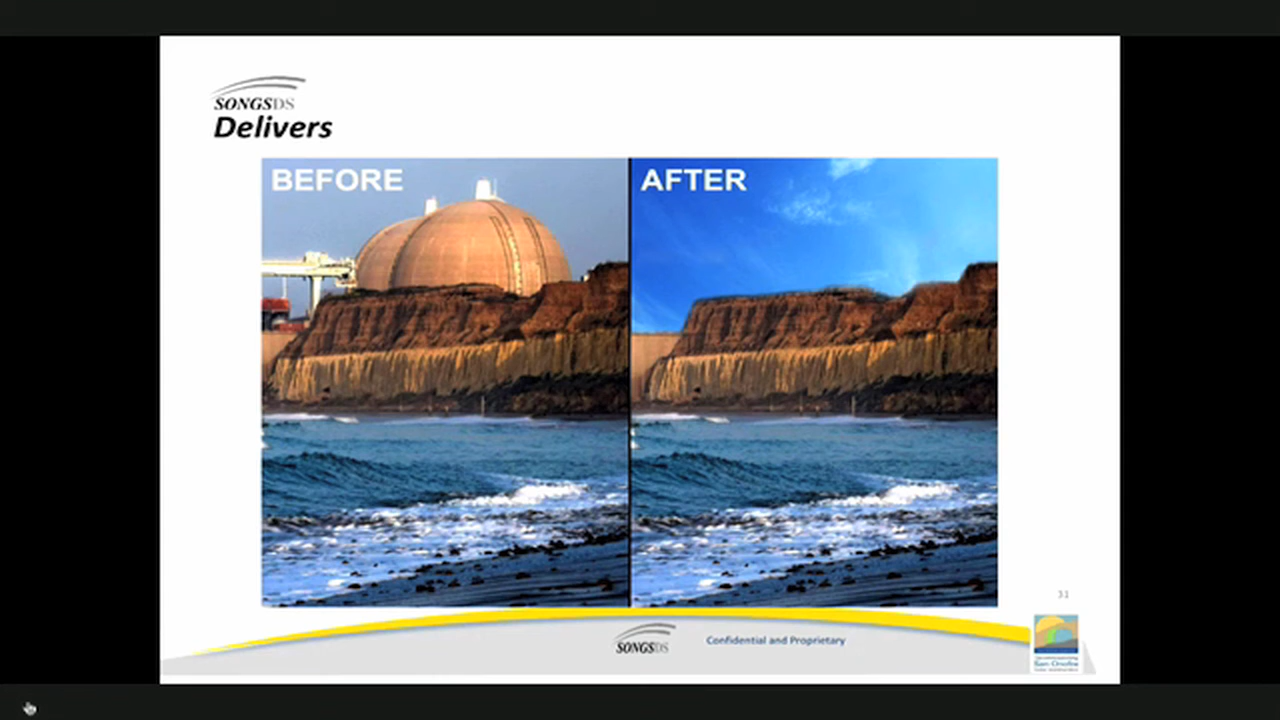 SONGSDS
Delivers
BEFORE
AFTER
31
SONGSDS
Confidential and Proprietary
San Onofre